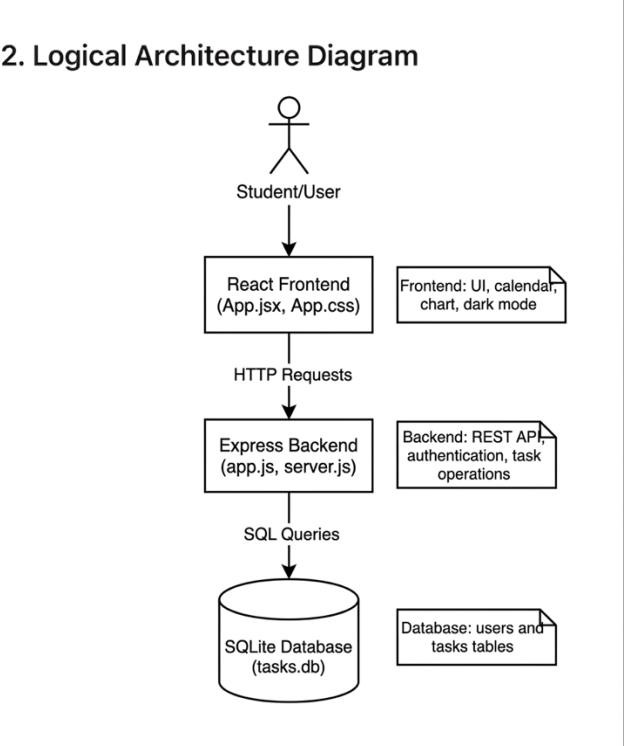 2. Logical Architecture Diagram
Student/User
React Frontend
(App.jsx, App.css)
Frontend: UI, calendar,
chart, dark mode
HTTP Requests
Express Backend
(app.js, server.js)
Backend: REST API,
authentication, task
operations
SQL Queries
SQLite Database
(tasks.db)
Database: users and
tasks tables